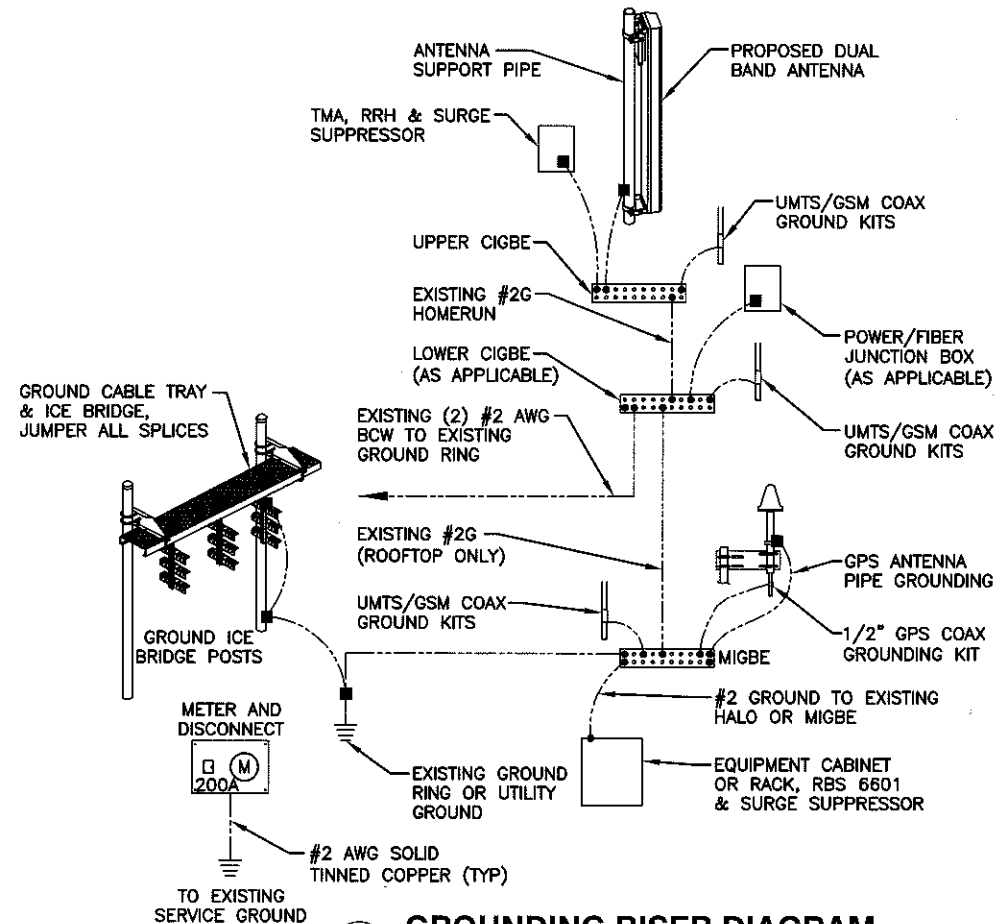 ANTENNA
SUPPORT PIPE
PROPOSED DUAL
BAND ANTENNA
TMA, RRH & SURGE
SUPPRESSOR
UMTS/GSM COAX
GROUND KITS
UPPER CIGBE
EXISTING #2G
HOMERUN
POWER/FIBER
JUNCTION BOX
(AS APPLICABLE)
LOWER CIGBE
(AS APPLICABLE)
GROUND CABLE TRAY
& ICE BRIDGE,
JUMPER ALL SPLICES
EXISTING (2) #2 AWG
BCW TO EXISTING
GROUND RING
UMTS/GSM COAX
GROUND KITS
EXISTING #2G
(ROOFTOP ONLY)
GPS ANTENNA
PIPE GROUNDING
UMTS/GSM COAX
GROUND KITS
1/2" GPS COAX
GROUNDING KIT
GROUND ICE
BRIDGE POSTS
MIGBE
#2 GROUND TO EXISTING
HALO OR MIGBE
METER AND
DISCONNECT
M
200A
EXISTING GROUND
RING OR UTILITY
GROUND
EQUIPMENT CABINET
OR RACK, RBS 6601
& SURGE SUPPRESSOR
#2 AWG SOLID
TINNED COPPER (TYP)
TO EXISTING
SERVICE GROUND
GROUNDING RISER DIAGRAM